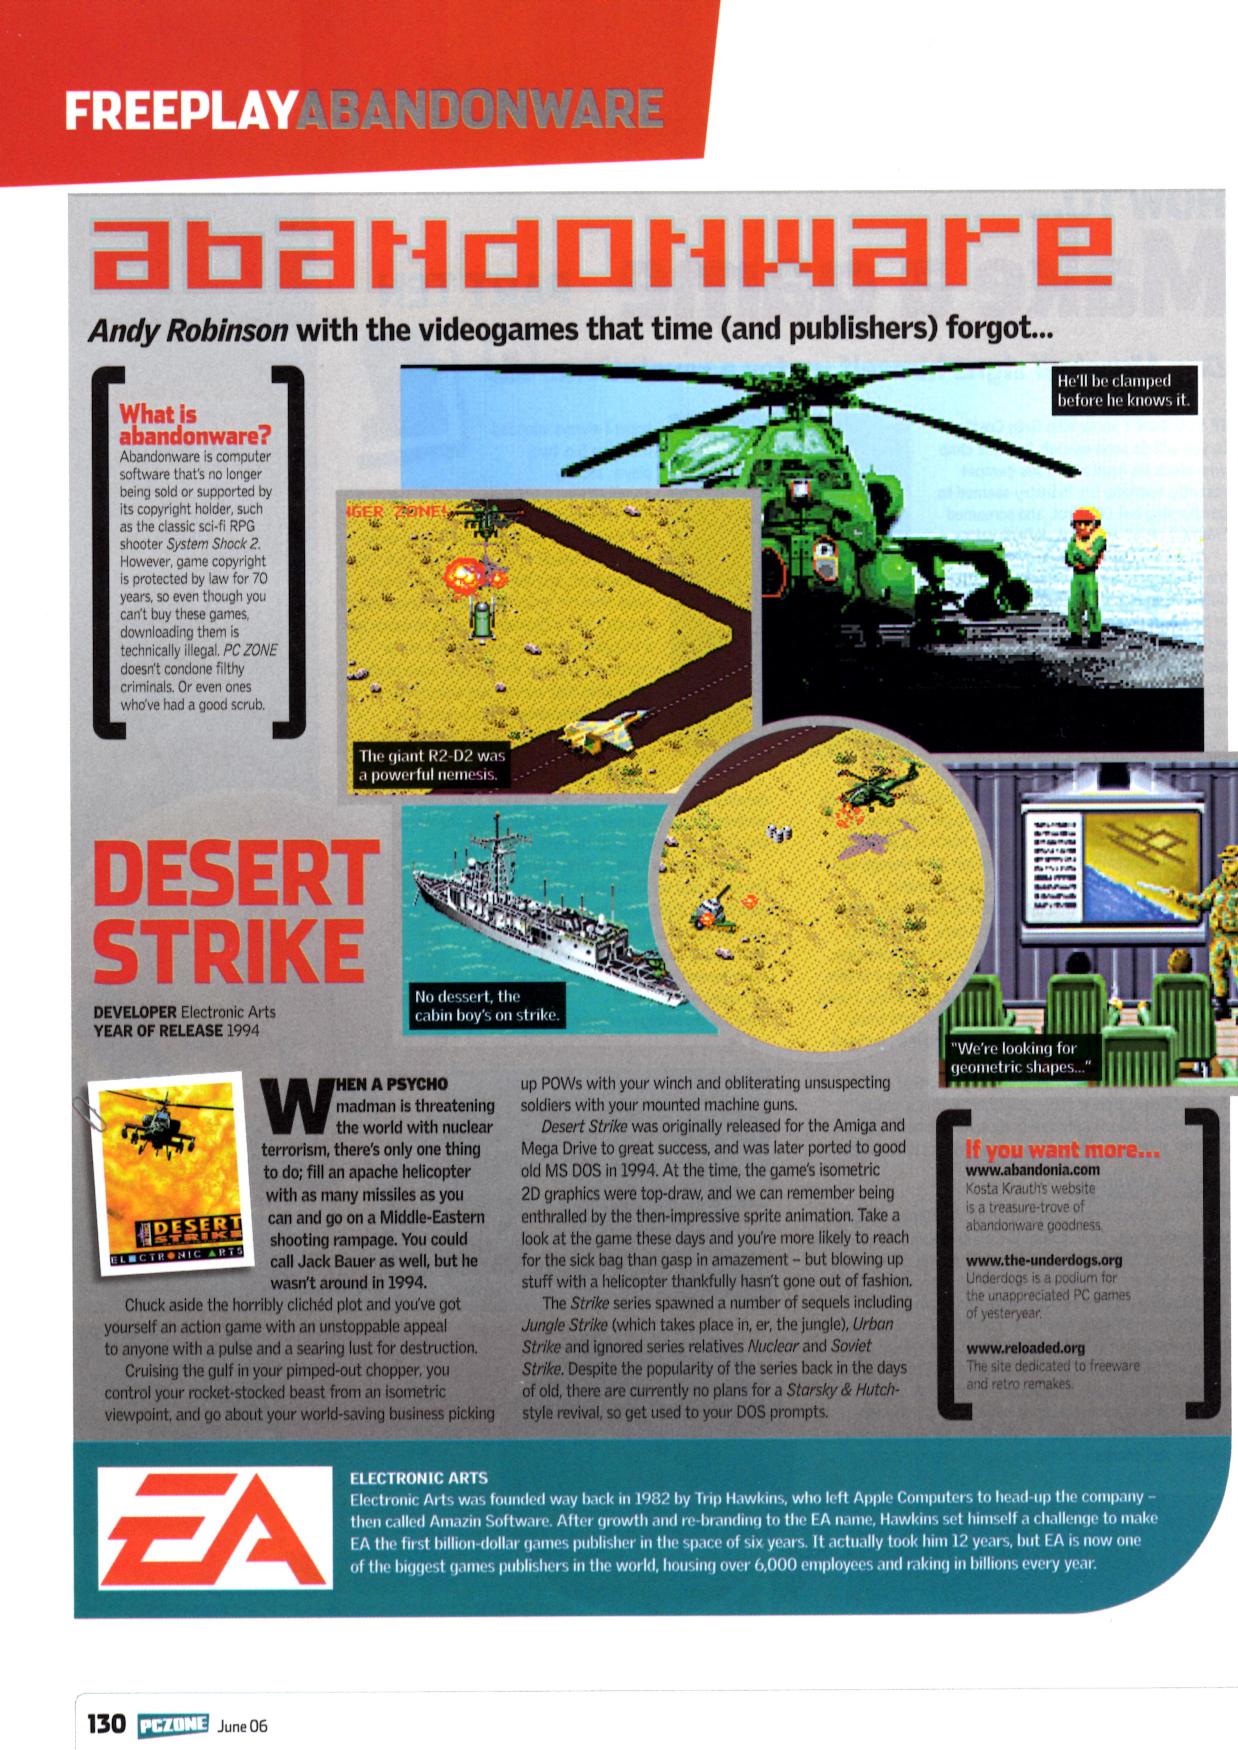 FREEPLAYABANDONWARE
abandonware
Andy Robinson with the videogames that time (and publishers) forgot...
What is
abandonware?
Abandonware is computer
software that's no longer
being sold or supported by
its copyright holder, such
as the classic sci-fi RPG
shooter System Shock 2.
However, game copyright
is protected by law for 70
years, so even though you
can't buy these games,
downloading them is
technically illegal. PC ZONE
doesn't condone filthy
criminals. Or even ones
who've had a good scrub.
He'll be clamped
before he knows it.
NGER ZONE!
The giant R2-D2 was
a powerful nemesis.
No dessert, the
cabin boy's on strike.
"We're looking for
geometric shapes..."
DESERT
STRIKE
DEVELOPER Electronic Arts
YEAR OF RELEASE 1994
DESERT
STRIKE
ELECTRONIC ARTS
WHEN A PSYCHO
madman is threatening
the world with nuclear
terrorism, there's only one thing
to do; fill an apache helicopter
with as many missiles as you
can and go on a Middle-Eastern
shooting rampage. You could
call Jack Bauer as well, but he
wasn't around in 1994.
Chuck aside the horribly clichéd plot and you've got
yourself an action game with an unstoppable appeal
to anyone with a pulse and a searing lust for destruction.
Cruising the gulf in your pimped-out chopper, you
control your rocket-stocked beast from an isometric
viewpoint, and go about your world-saving business picking
up POWs with your winch and obliterating unsuspecting
soldiers with your mounted machine guns.
Desert Strike was originally released for the Amiga and
Mega Drive to great success, and was later ported to good
old MS DOS in 1994. At the time, the game's isometric
2D graphics were top-draw, and we can remember being
enthralled by the then-impressive sprite animation. Take a
look at the game these days and you're more likely to reach
for the sick bag than gasp in amazement – but blowing up
stuff with a helicopter thankfully hasn't gone out of fashion.
The Strike series spawned a number of sequels including
Jungle Strike (which takes place in, er, the jungle), Urban
Strike and ignored series relatives Nuclear and Soviet
Strike. Despite the popularity of the series back in the days
of old, there are currently no plans for a Starsky & Hutch-
style revival, so get used to your DOS prompts.
If you want more...
www.abandonia.com
Kosta Krauth's website
is a treasure-trove of
abandonware goodness.
www.the-underdogs.org
Underdogs is a podium for
the unappreciated PC games
of yesteryear.
www.reloaded.org
The site dedicated to freeware
and retro remakes.
EA
ELECTRONIC ARTS
Electronic Arts was founded way back in 1982 by Trip Hawkins, who left Apple Computers to head-up the company –
then called Amazin Software. After growth and re-branding to the EA name, Hawkins set himself a challenge to make
EA the first billion-dollar games publisher in the space of six years. It actually took him 12 years, but EA is now one
of the biggest games publishers in the world, housing over 6,000 employees and raking in billions every year.
130 PCZONE June 06